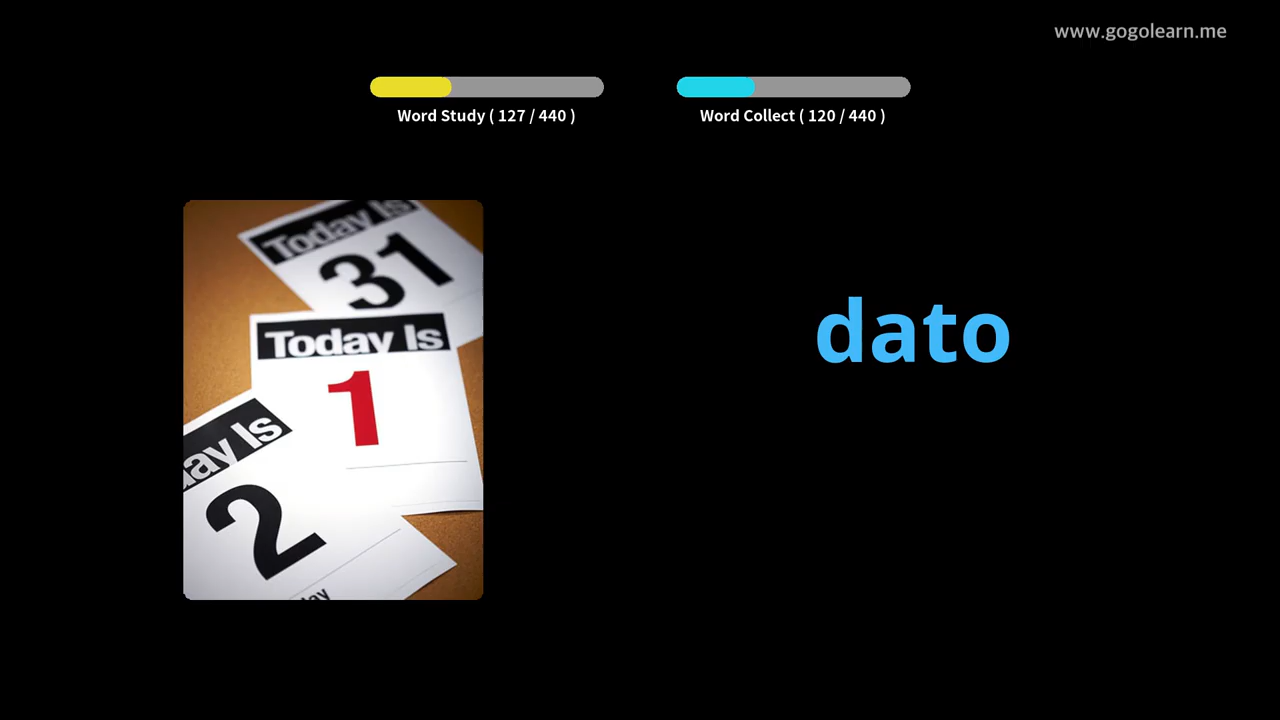 www.gogolearn.me
Word Study ( 127 / 440 )
Word Collect ( 120 / 440 )
Today Is
31
Today Is
1
ay Is
2
dato